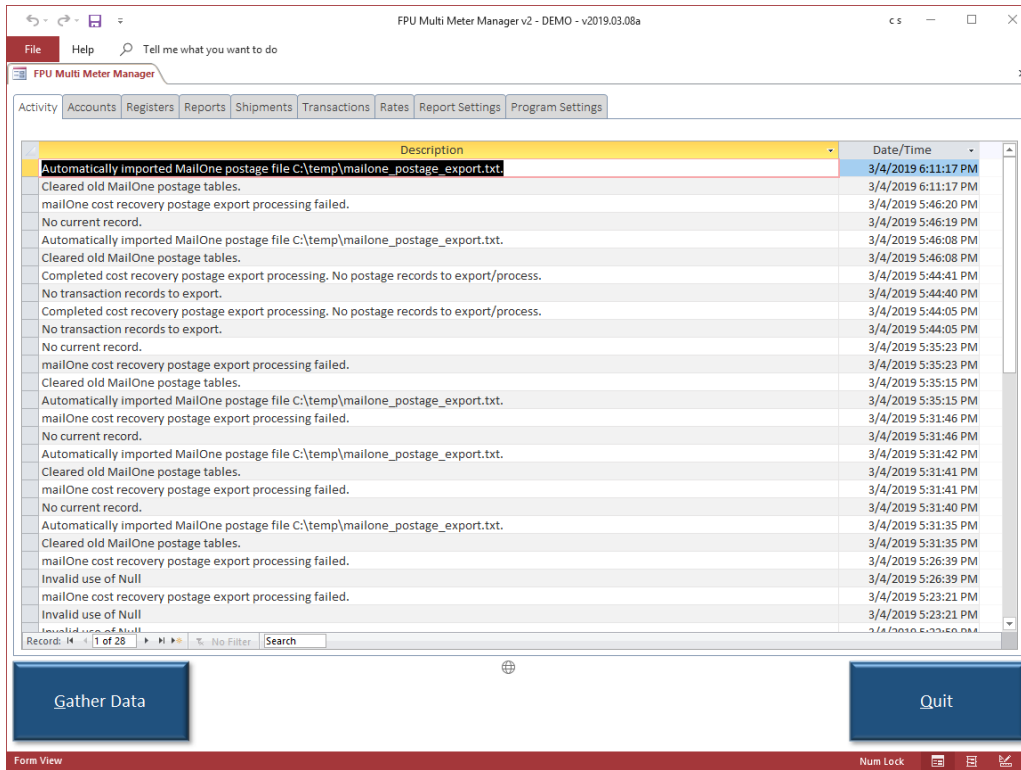 FPU Multi Meter Manager v2 - DEMO - v2019.03.08a c s
File Help Tell me what you want to do
FPU Multi Meter Manager
Activity Accounts Registers Reports Shipments Transactions Rates Report Settings Program Settings
Description Date/Time
Automatically imported MailOne postage file C:\temp\mailone_postage_export.txt. 3/4/2019 6:11:17 PM
Cleared old MailOne postage tables. 3/4/2019 6:11:17 PM
mailOne cost recovery postage export processing failed. 3/4/2019 5:46:20 PM
No current record. 3/4/2019 5:46:19 PM
Automatically imported MailOne postage file C:\temp\mailone_postage_export.txt. 3/4/2019 5:46:08 PM
Cleared old MailOne postage tables. 3/4/2019 5:46:08 PM
Completed cost recovery postage export processing. No postage records to export/process. 3/4/2019 5:44:41 PM
No transaction records to export. 3/4/2019 5:44:40 PM
Completed cost recovery postage export processing. No postage records to export/process. 3/4/2019 5:44:05 PM
No transaction records to export. 3/4/2019 5:44:05 PM
No current record. 3/4/2019 5:35:23 PM
mailOne cost recovery postage export processing failed. 3/4/2019 5:35:23 PM
Cleared old MailOne postage tables. 3/4/2019 5:35:15 PM
Automatically imported MailOne postage file C:\temp\mailone_postage_export.txt. 3/4/2019 5:35:15 PM
mailOne cost recovery postage export processing failed. 3/4/2019 5:31:46 PM
No current record. 3/4/2019 5:31:46 PM
Automatically imported MailOne postage file C:\temp\mailone_postage_export.txt. 3/4/2019 5:31:42 PM
Cleared old MailOne postage tables. 3/4/2019 5:31:41 PM
mailOne cost recovery postage export processing failed. 3/4/2019 5:31:41 PM
No current record. 3/4/2019 5:31:40 PM
Automatically imported MailOne postage file C:\temp\mailone_postage_export.txt. 3/4/2019 5:31:35 PM
Cleared old MailOne postage tables. 3/4/2019 5:31:35 PM
mailOne cost recovery postage export processing failed. 3/4/2019 5:26:39 PM
Invalid use of Null 3/4/2019 5:26:39 PM
mailOne cost recovery postage export processing failed. 3/4/2019 5:23:21 PM
Invalid use of Null 3/4/2019 5:23:21 PM
Invalid use of Null 3/4/2019 5:22:59 PM
Record: 1 of 28 No Filter Search
Gather Data Quit
Form View Num Lock